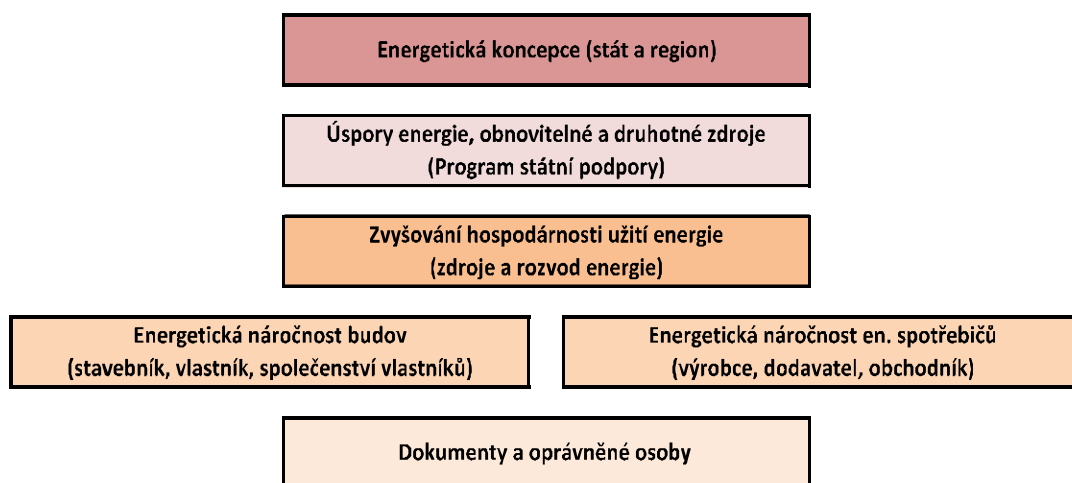 Energetická koncepce (stát a region)
Úspory energie, obnovitelné a druhotné zdroje
(Program státní podpory)
Zvyšování hospodárnosti užití energie
(zdroje a rozvod energie)
Energetická náročnost budov
(stavebník, vlastník, společenství vlastníků)
Energetická náročnost en. spotřebičů
(výrobce, dodavatel, obchodník)
Dokumenty a oprávněné osoby